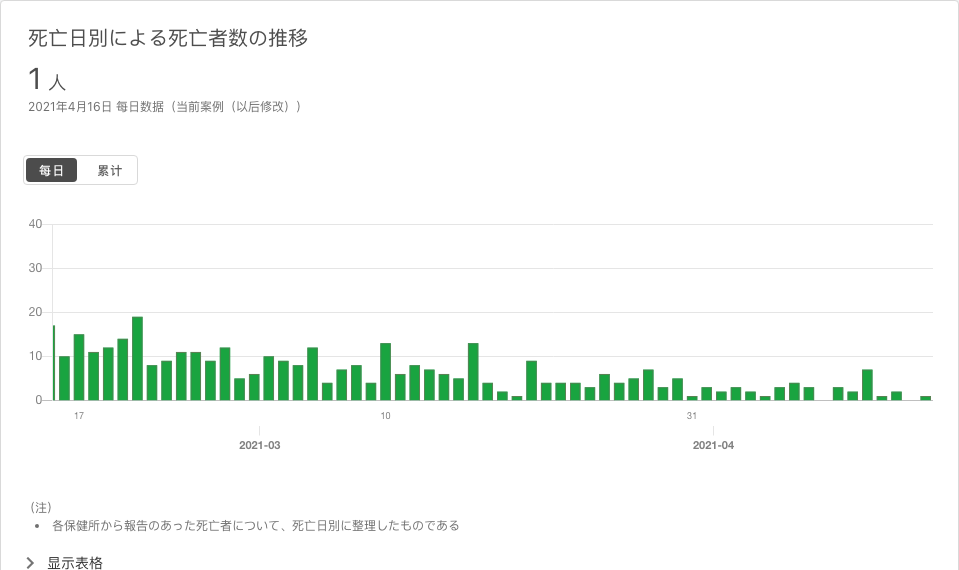 死亡日別による死亡者数の推移
1 人
2021年4月16日 每日数据（当前案例（以后修改））
每日 累计
40
30
20
10
0
17 10 31
2021-03 2021-04
（注）
• 各保健所から報告のあった死亡者について、死亡日別に整理したものである
显示表格